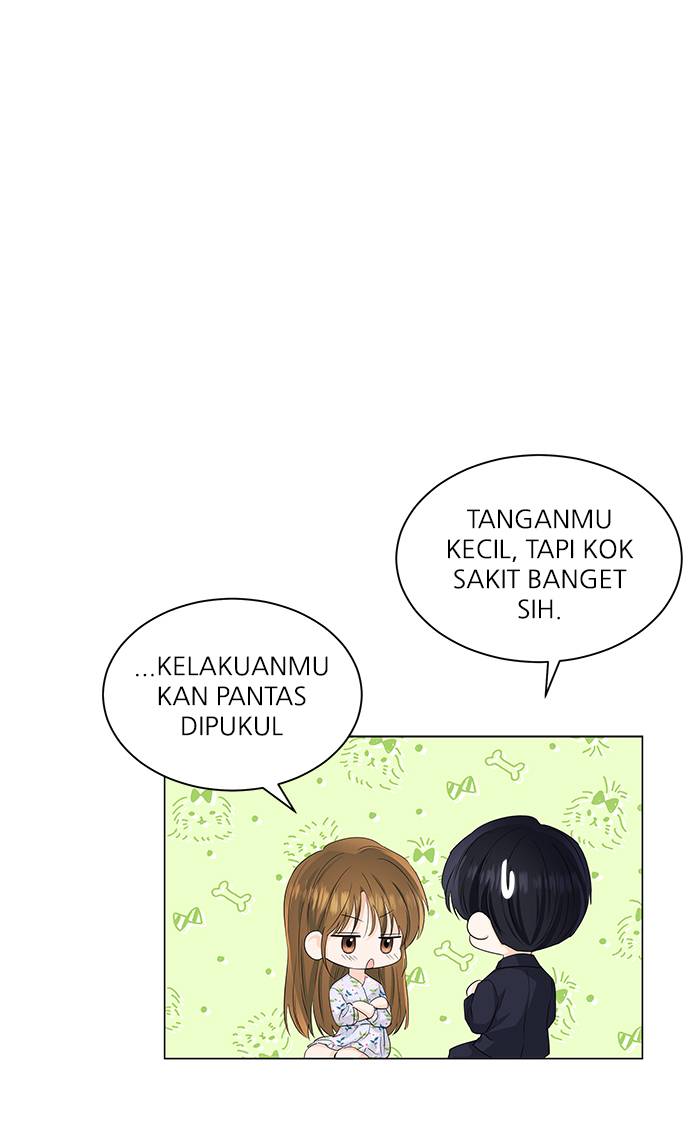 TANGANMU
KECIL, TAPI KOK
SAKIT BANGET
SIH.
...KELAKUANMU
KAN PANTAS
DIPUKUL